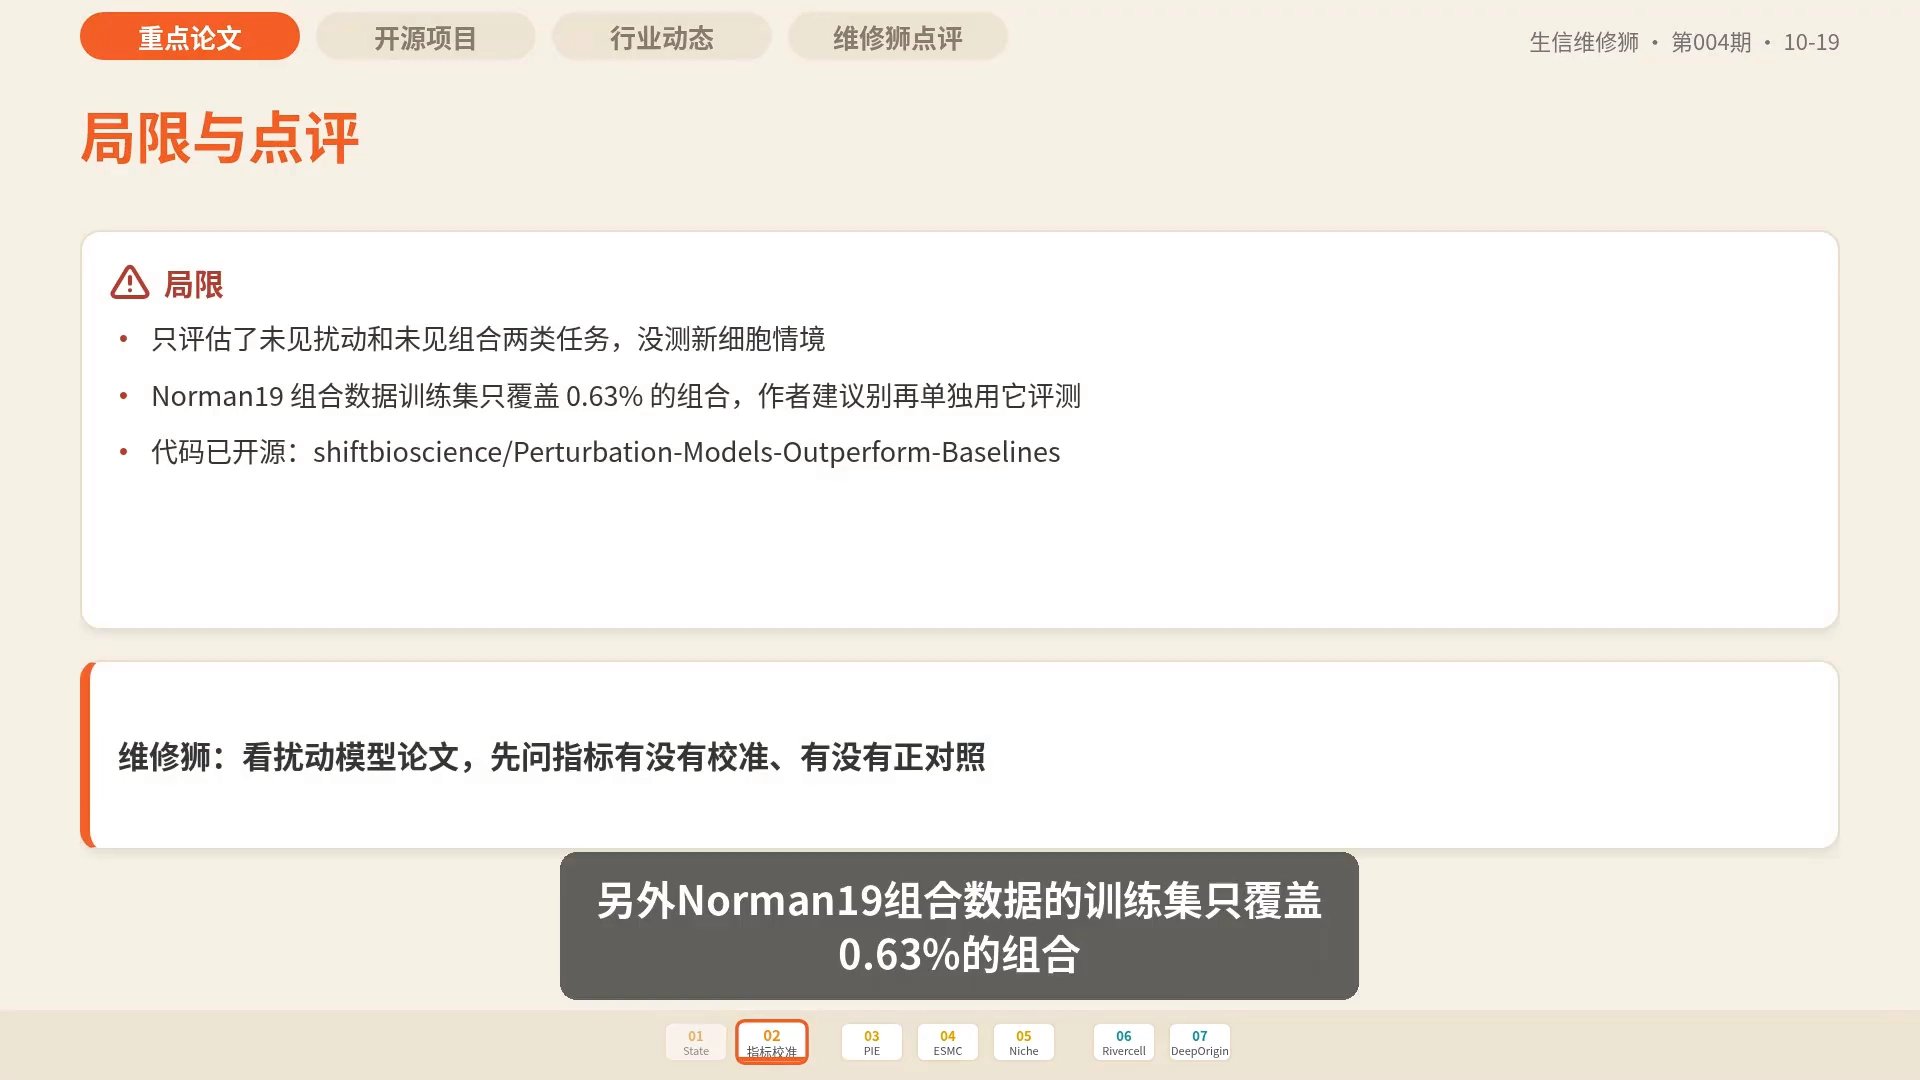 重点论文
开源项目
行业动态
维修狮点评
生信维修狮 • 第004期 • 10-19
局限与点评
局限
• 只评估了未见扰动和未见组合两类任务，没测新细胞情境
• Norman19 组合数据训练集只覆盖 0.63% 的组合，作者建议别再单独用它评测
• 代码已开源：shiftbioscience/Perturbation-Models-Outperform-Baselines
维修狮：看扰动模型论文，先问指标有没有校准、有没有正对照
另外Norman19组合数据的训练集只覆盖
0.63%的组合
01
State
02
指标校准
03
PIE
04
ESMC
05
Niche
06
Rivercell
07
DeepOrigin